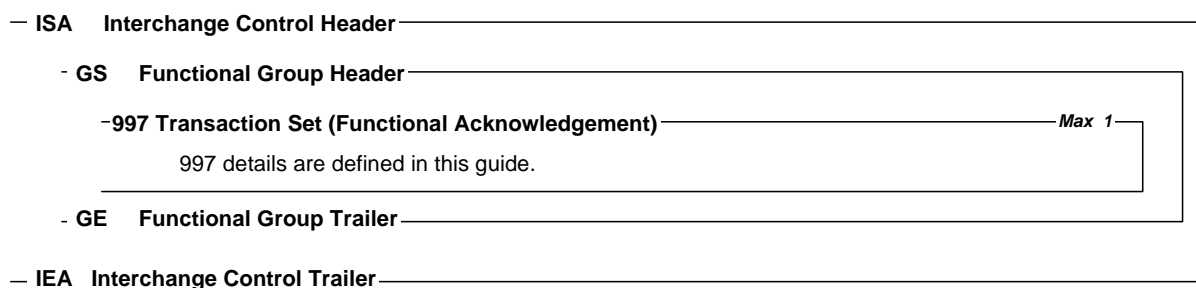 ISA Interchange Control Header
GS Functional Group Header
997 Transaction Set (Functional Acknowledgement) Max 1
997 details are defined in this guide.
GE Functional Group Trailer
IEA Interchange Control Trailer